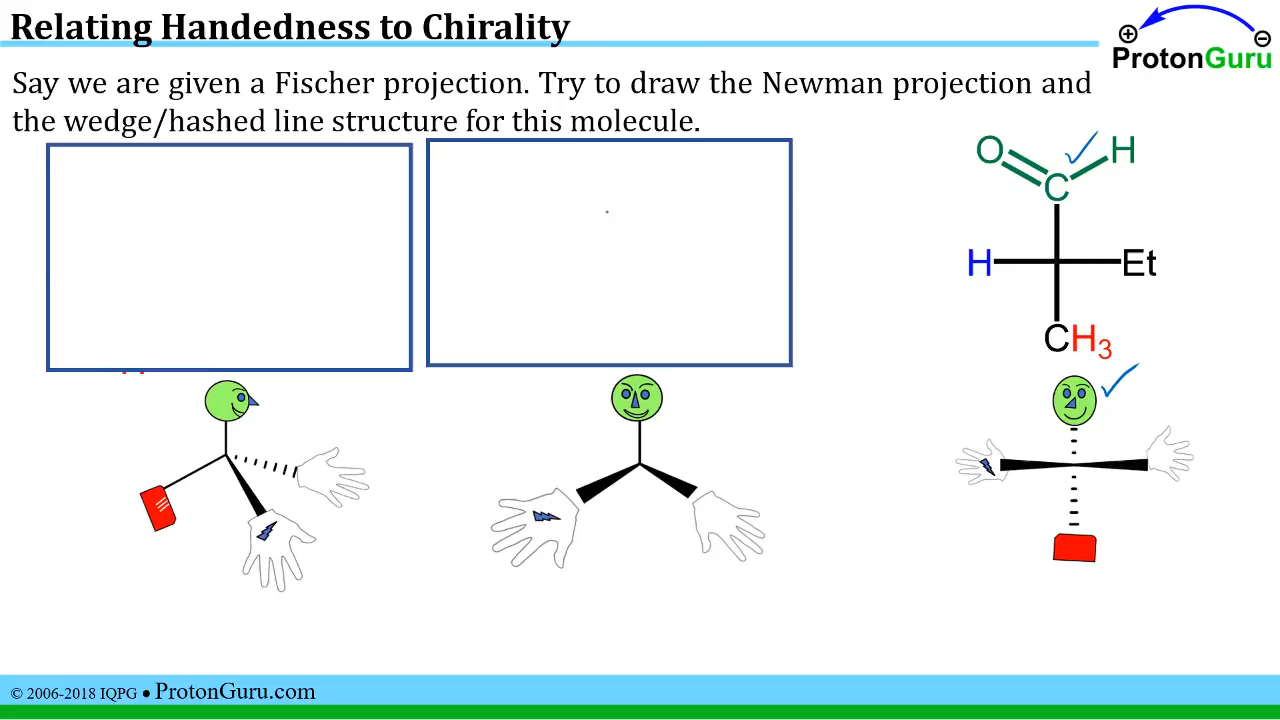 Relating Handedness to Chirality
⊕ ⊖
ProtonGuru
Say we are given a Fischer projection. Try to draw the Newman projection and
the wedge/hashed line structure for this molecule.
O H
C
H Et
CH3
© 2006-2018 IQPG ● ProtonGuru.com